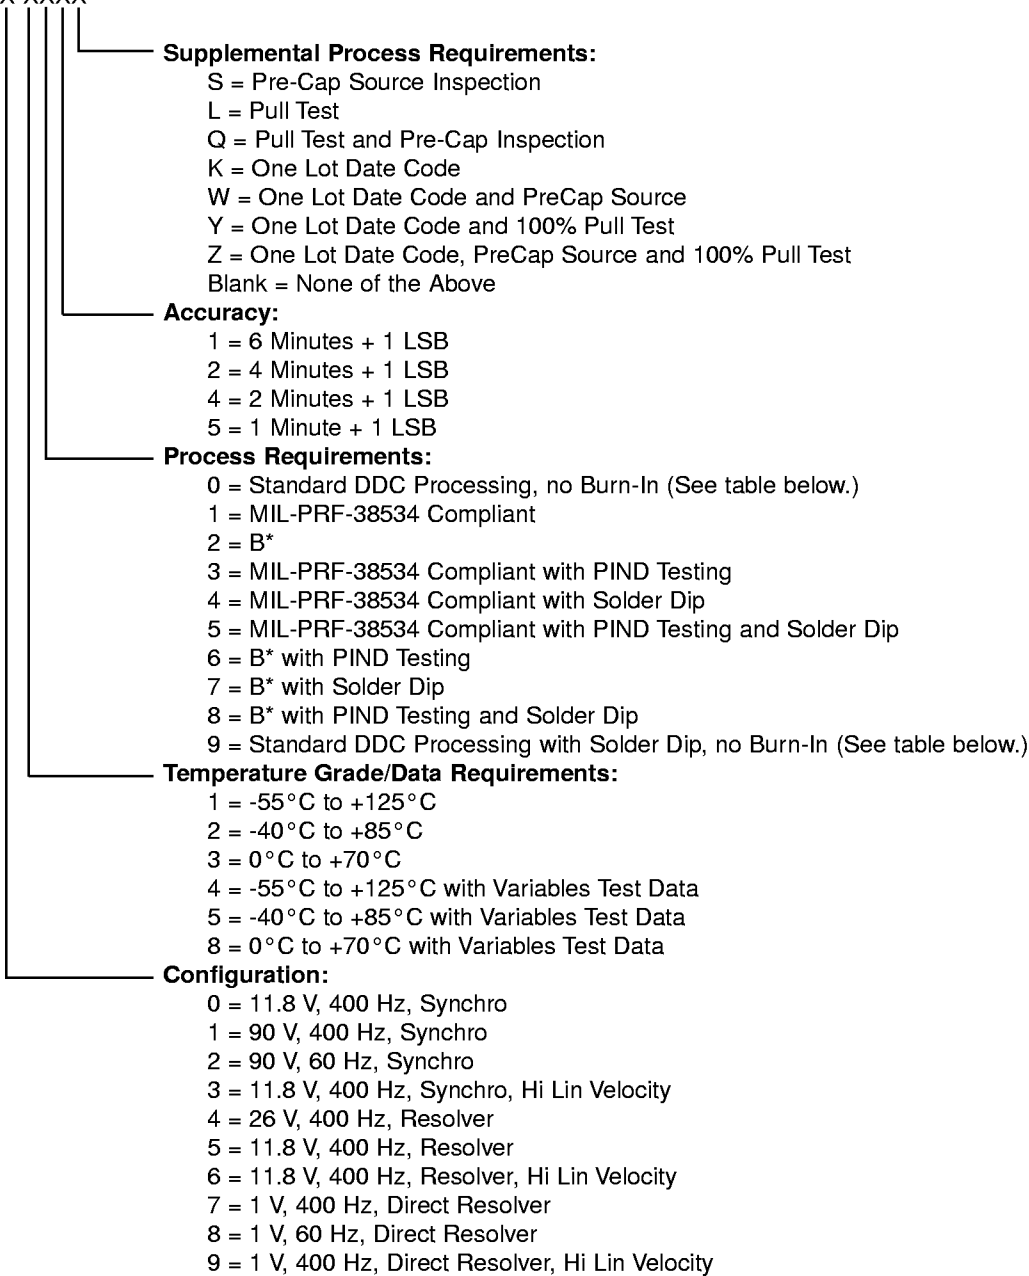 Supplemental Process Requirements:
S = Pre-Cap Source Inspection
L = Pull Test
Q = Pull Test and Pre-Cap Inspection
K = One Lot Date Code
W = One Lot Date Code and PreCap Source
Y = One Lot Date Code and 100% Pull Test
Z = One Lot Date Code, PreCap Source and 100% Pull Test
Blank = None of the Above
Accuracy:
1 = 6 Minutes + 1 LSB
2 = 4 Minutes + 1 LSB
4 = 2 Minutes + 1 LSB
5 = 1 Minute + 1 LSB
Process Requirements:
0 = Standard DDC Processing, no Burn-In (See table below.)
1 = MIL-PRF-38534 Compliant
2 = B*
3 = MIL-PRF-38534 Compliant with PIND Testing
4 = MIL-PRF-38534 Compliant with Solder Dip
5 = MIL-PRF-38534 Compliant with PIND Testing and Solder Dip
6 = B* with PIND Testing
7 = B* with Solder Dip
8 = B* with PIND Testing and Solder Dip
9 = Standard DDC Processing with Solder Dip, no Burn-In (See table below.)
Temperature Grade/Data Requirements:
1 = -55°C to +125°C
2 = -40°C to +85°C
3 = 0°C to +70°C
4 = -55°C to +125°C with Variables Test Data
5 = -40°C to +85°C with Variables Test Data
8 = 0°C to +70°C with Variables Test Data
Configuration:
0 = 11.8 V, 400 Hz, Synchro
1 = 90 V, 400 Hz, Synchro
2 = 90 V, 60 Hz, Synchro
3 = 11.8 V, 400 Hz, Synchro, Hi Lin Velocity
4 = 26 V, 400 Hz, Resolver
5 = 11.8 V, 400 Hz, Resolver
6 = 11.8 V, 400 Hz, Resolver, Hi Lin Velocity
7 = 1 V, 400 Hz, Direct Resolver
8 = 1 V, 60 Hz, Direct Resolver
9 = 1 V, 400 Hz, Direct Resolver, Hi Lin Velocity